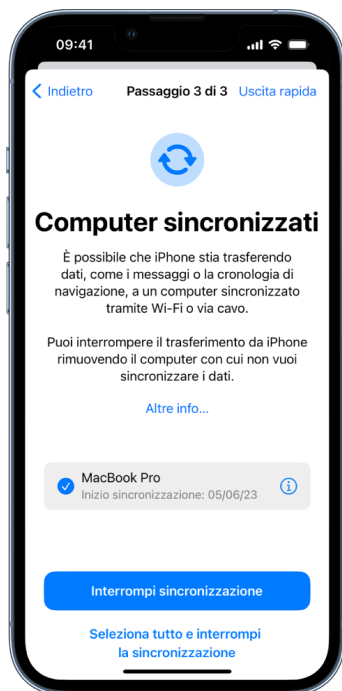 09:41
Indietro Passaggio 3 di 3 Uscita rapida
Computer sincronizzati
È possibile che iPhone stia trasferendo
dati, come i messaggi o la cronologia di
navigazione, a un computer sincronizzato
tramite Wi-Fi o via cavo.
Puoi interrompere il trasferimento da iPhone
rimuovendo il computer con cui non vuoi
sincronizzare i dati.
Altre info...
MacBook Pro
Inizio sincronizzazione: 05/06/23
Interrompi sincronizzazione
Seleziona tutto e interrompi
la sincronizzazione